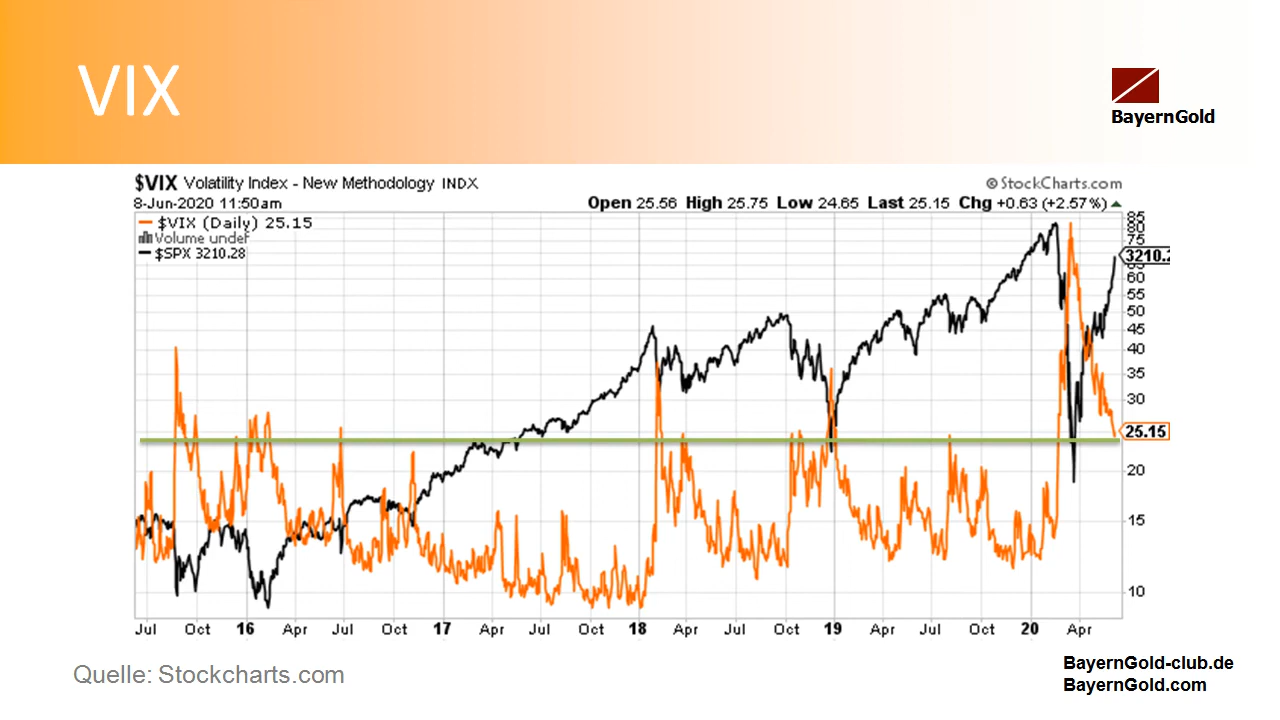 VIX
BayernGold
$VIX Volatility Index - New Methodology INDX
© StockCharts.com
8-Jun-2020 11:50am
Open 25.56 High 25.75 Low 24.65 Last 25.15 Chg +0.63 (+2.57%)
$VIX (Daily) 25.15
Volume undef
$SPX 3210.28
85
80
75
3210.2
60
55
50
45
40
35
30
25.15
20
15
10
Jul Oct 16 Apr Jul Oct 17 Apr Jul Oct 18 Apr Jul Oct 19 Apr Jul Oct 20 Apr
Quelle: Stockcharts.com
BayernGold-club.de
BayernGold.com